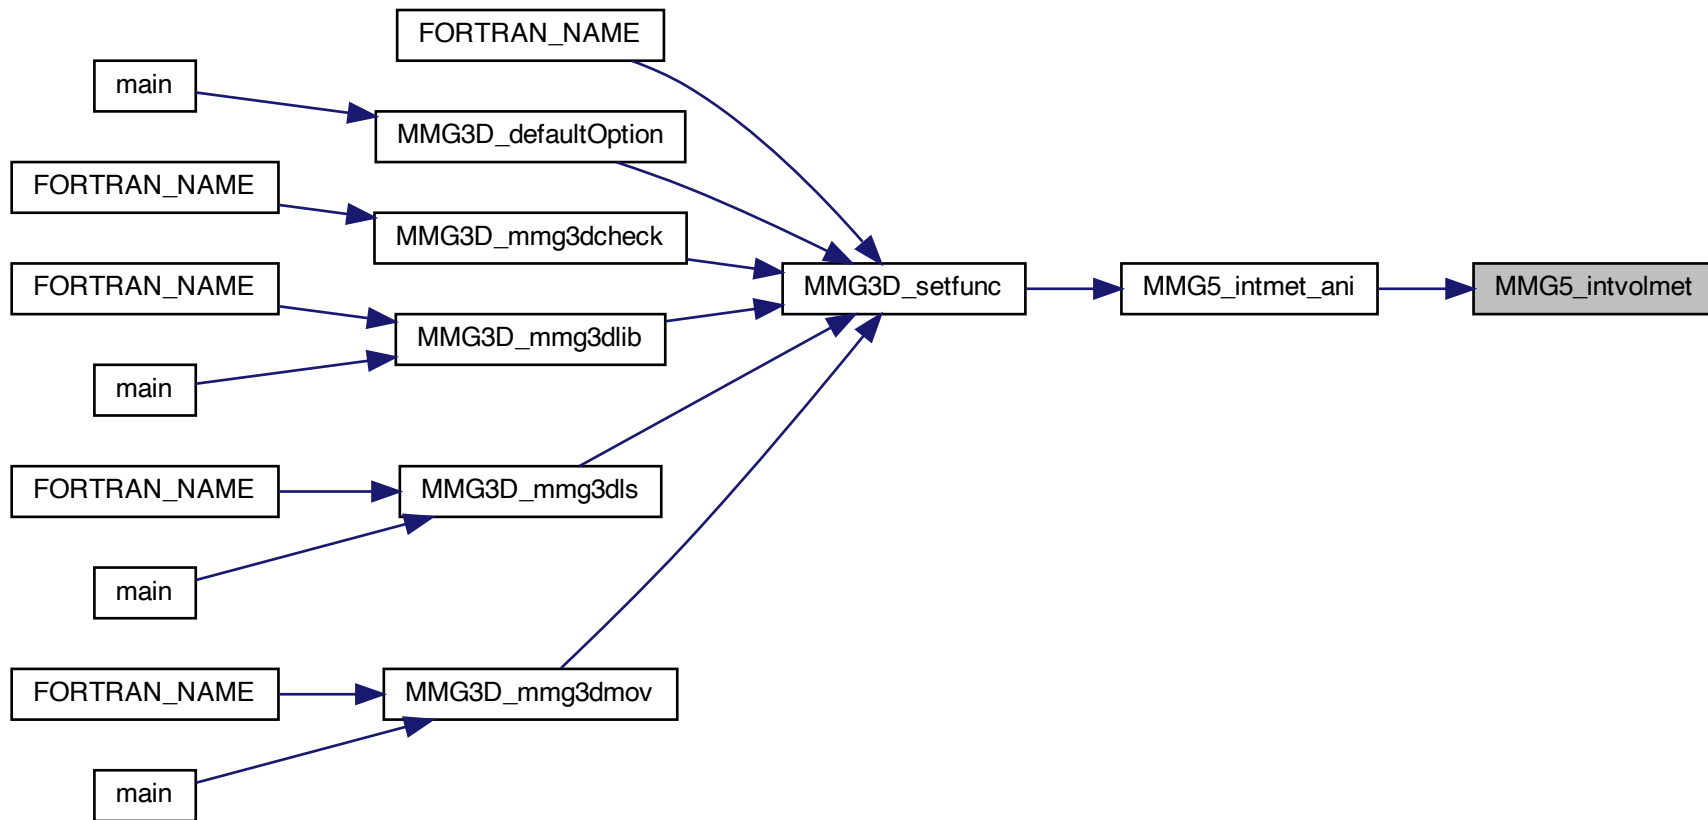 FORTRAN_NAME
main
MMG3D_defaultOption
FORTRAN_NAME
MMG3D_mmg3dcheck
FORTRAN_NAME
MMG3D_setfunc
MMG5_intmet_ani
MMG5_intvolmet
MMG3D_mmg3dlib
main
FORTRAN_NAME
MMG3D_mmg3dls
main
FORTRAN_NAME
MMG3D_mmg3dmov
main